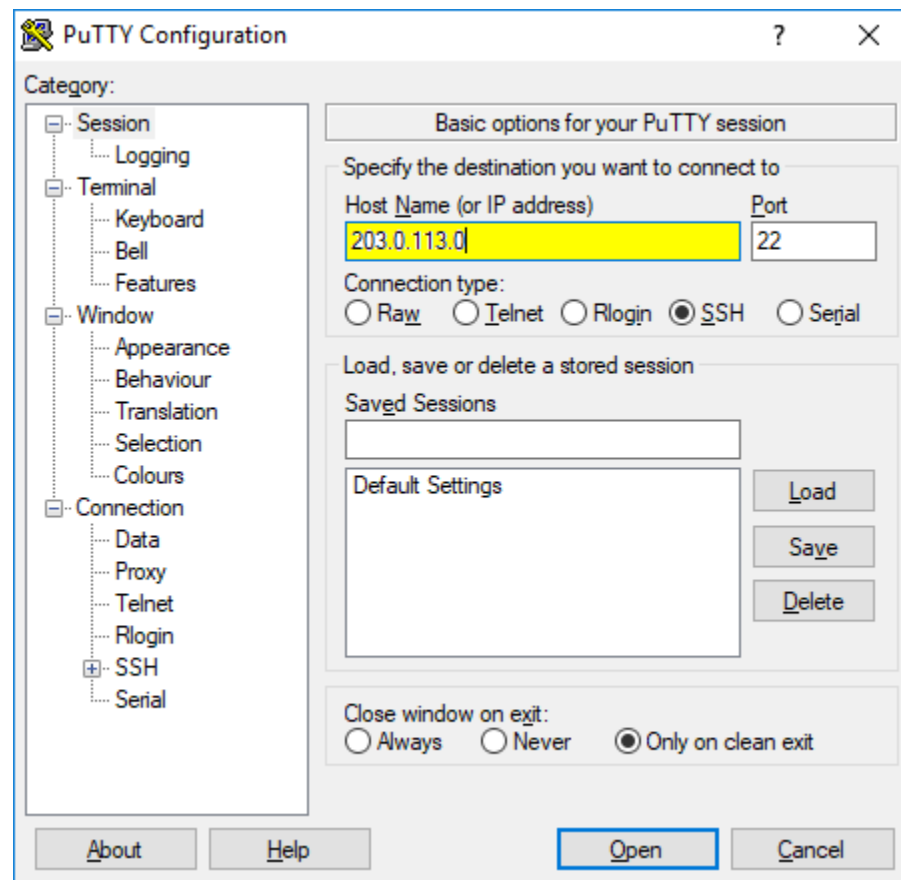 PuTTY Configuration
?
Category:
Session
Logging
Terminal
Keyboard
Bell
Features
Window
Appearance
Behaviour
Translation
Selection
Colours
Connection
Data
Proxy
Telnet
Rlogin
SSH
Serial
Basic options for your PuTTY session
Specify the destination you want to connect to
Host Name (or IP address) Port
203.0.113.0 22
Connection type:
Raw Telnet Rlogin SSH Serial
Load, save or delete a stored session
Saved Sessions
Default Settings
Load
Save
Delete
Close window on exit:
Always Never Only on clean exit
About Help Open Cancel